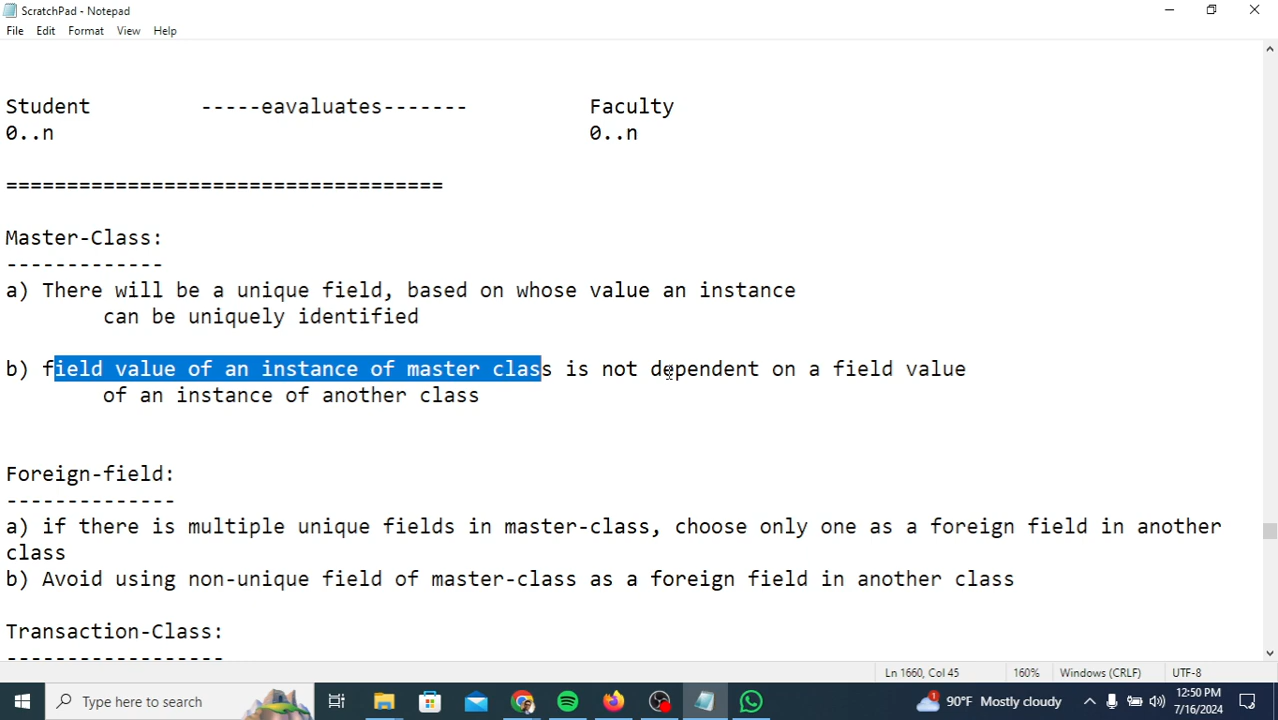 ScratchPad - Notepad
File Edit Format View Help
Student -----eavaluates------- Faculty
0..n 0..n
====================================
Master-Class:
-------------
a) There will be a unique field, based on whose value an instance
can be uniquely identified
b) field value of an instance of master class is not dependent on a field value
of an instance of another class
Foreign-field:
--------------
a) if there is multiple unique fields in master-class, choose only one as a foreign field in another
class
b) Avoid using non-unique field of master-class as a foreign field in another class
Transaction-Class:
------------------
Ln 1660, Col 45 160% Windows (CRLF) UTF-8
Type here to search 1 90°F Mostly cloudy 12:50 PM
7/16/2024